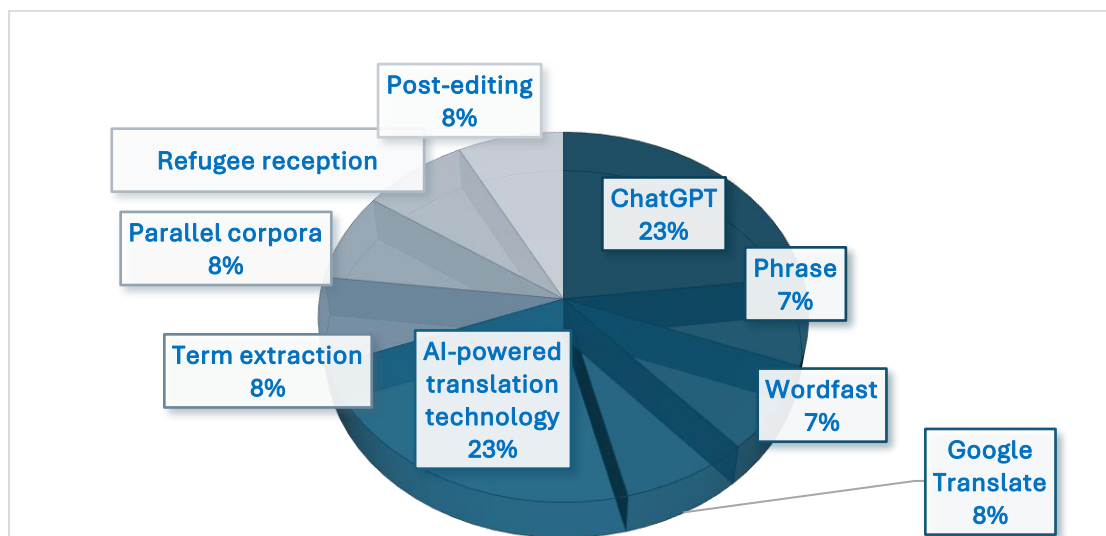 Post-editing
8%
Refugee reception
Parallel corpora
8%
Term extraction
8%
AI-powered
translation
technology
23%
ChatGPT
23%
Phrase
7%
Wordfast
7%
Google
Translate
8%